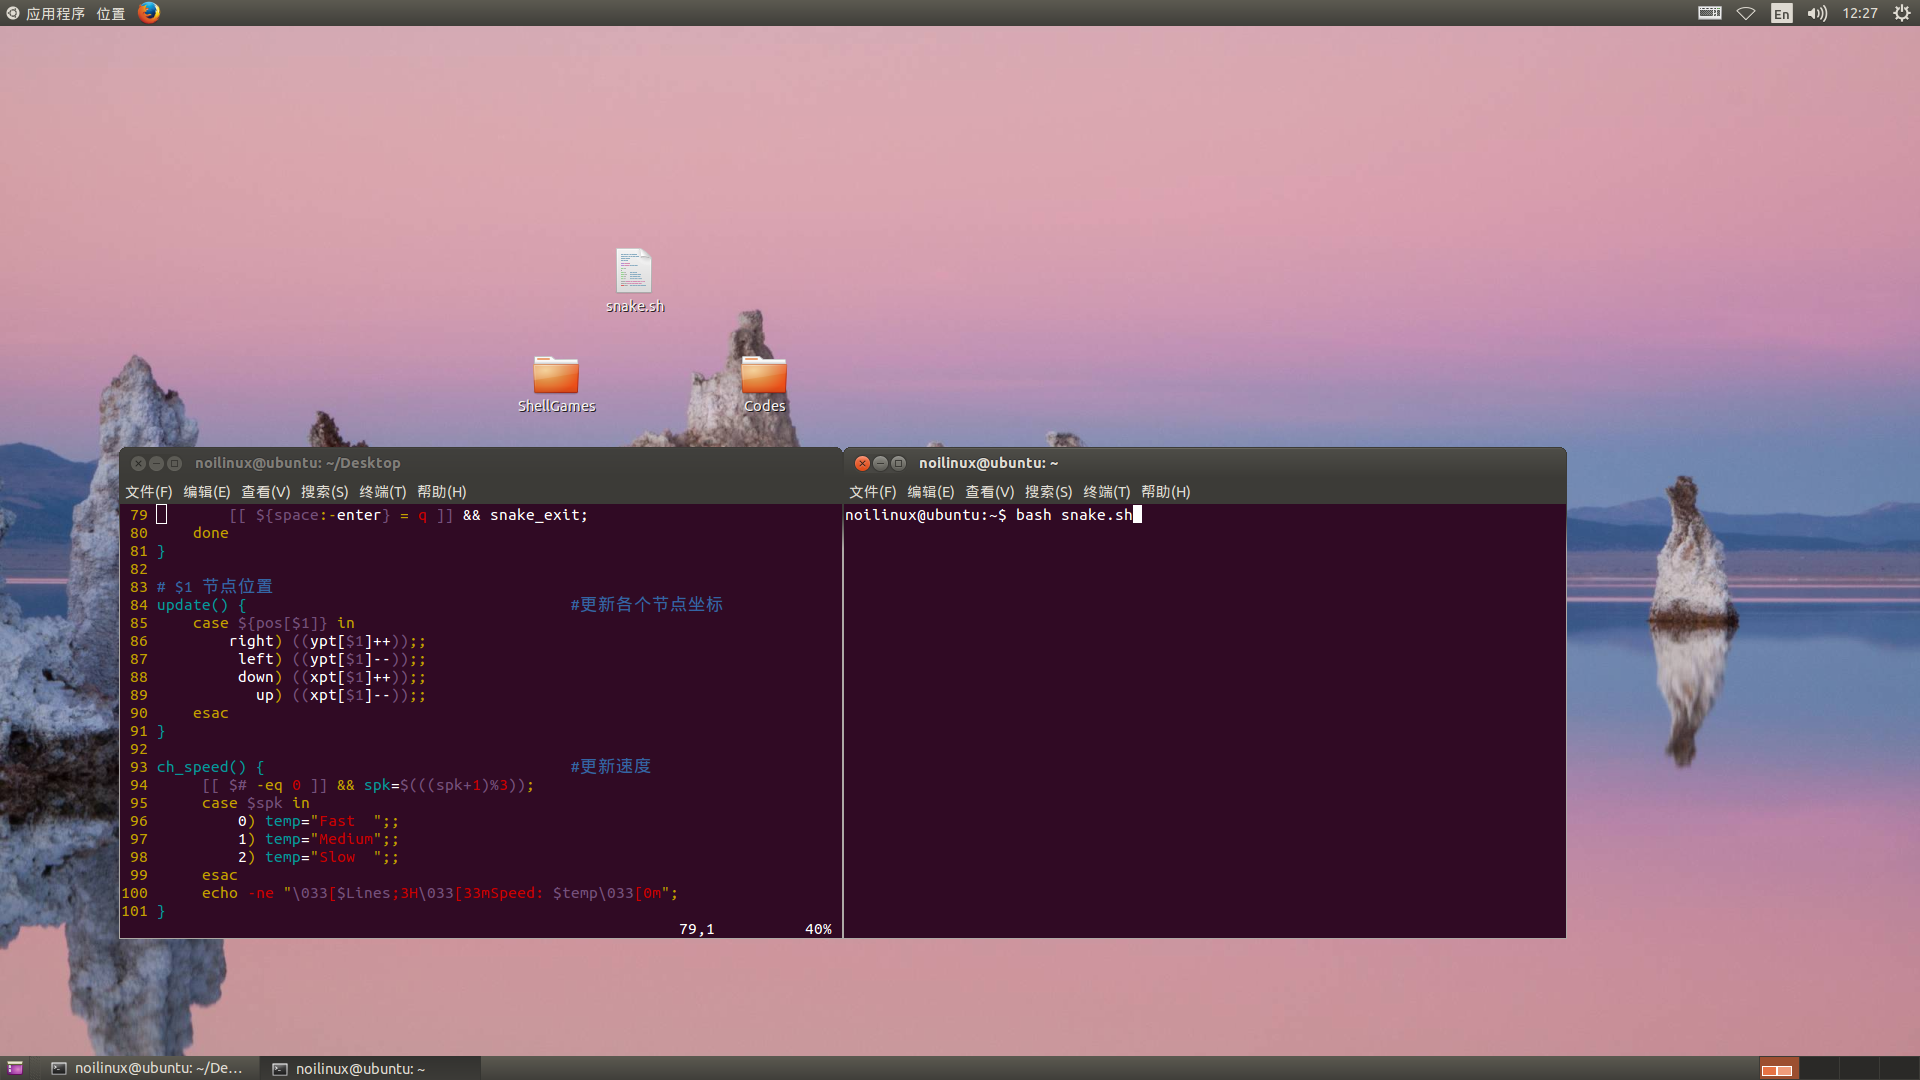 应用程序 位置
En 12:27
snake.sh
ShellGames
Codes
noilinux@ubuntu: ~/Desktop
文件(F) 编辑(E) 查看(V) 搜索(S) 终端(T) 帮助(H)
79         [[ ${space:-enter} = q ]] && snake_exit;
80     done
81 }
82
83 # $1 节点位置
84 update() {                                    #更新各个节点坐标
85     case ${pos[$1]} in
86         right) ((ypt[$1]++));;
87          left) ((ypt[$1]--));;
88          down) ((xpt[$1]++));;
89            up) ((xpt[$1]--));;
90     esac
91 }
92
93 ch_speed() {                                  #更新速度
94      [[ $# -eq 0 ]] && spk=$(((spk+1)%3));
95      case $spk in
96          0) temp="Fast  ";;
97          1) temp="Medium";;
98          2) temp="Slow  ";;
99      esac
100      echo -ne "\033[$Lines;3H\033[33mSpeed: $temp\033[0m";
101 }
79,1          40%
noilinux@ubuntu: ~
文件(F) 编辑(E) 查看(V) 搜索(S) 终端(T) 帮助(H)
noilinux@ubuntu:~$ bash snake.sh
noilinux@ubuntu: ~/De...
noilinux@ubuntu: ~